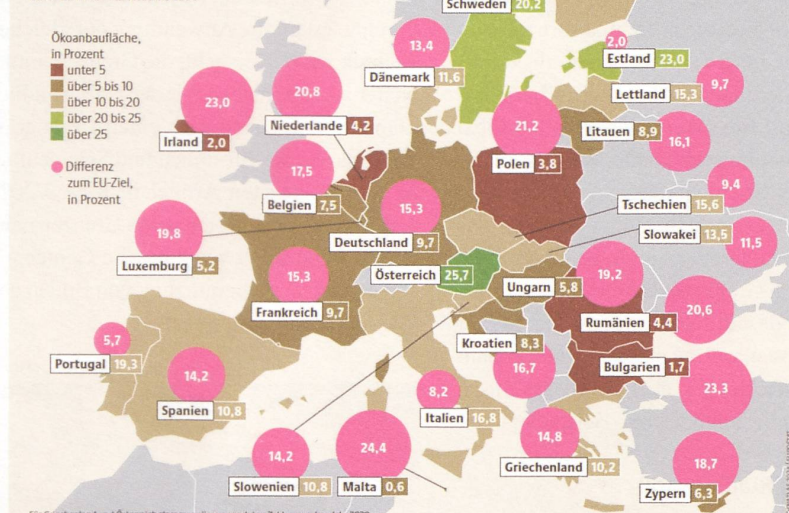 Schweden 20,2
Ökoanbaufläche,
in Prozent
unter 5
über 5 bis 10
über 10 bis 20
über 20 bis 25
über 25
Differenz
zum EU-Ziel,
in Prozent
13,4
Dänemark 11,6
2,0
Estland 23,0
9,7
Lettland 15,3
23,0
Irland 2,0
20,8
Niederlande 4,2
21,2
Polen 3,8
Litauen 8,9
16,1
17,5
Belgien 7,5
15,3
Deutschland 9,7
9,4
Tschechien 15,6
19,8
Luxemburg 5,2
Slowakei 13,5
11,5
15,3
Frankreich 9,7
Österreich 25,7
Ungarn 5,8
19,2
Rumänien 4,4
20,6
5,7
Portugal 19,3
Kroatien 8,3
16,7
Bulgarien 1,7
23,3
14,2
Spanien 10,8
8,2
Italien 16,8
14,2
Slowenien 10,8
24,4
Malta 0,6
14,8
Griechenland 10,2
18,7
Zypern 6,3